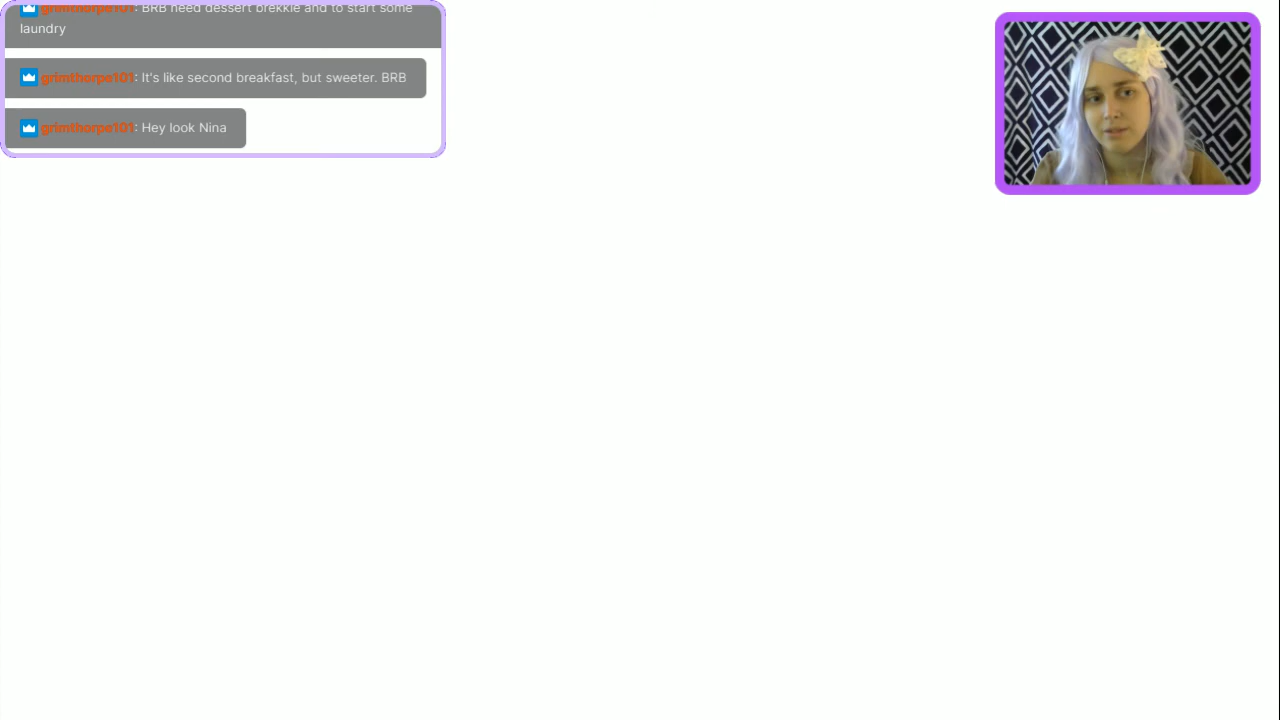 grimthorpe101: BRB need dessert brekkie and to start some
laundry
grimthorpe101: It's like second breakfast, but sweeter. BRB
grimthorpe101: Hey look Nina